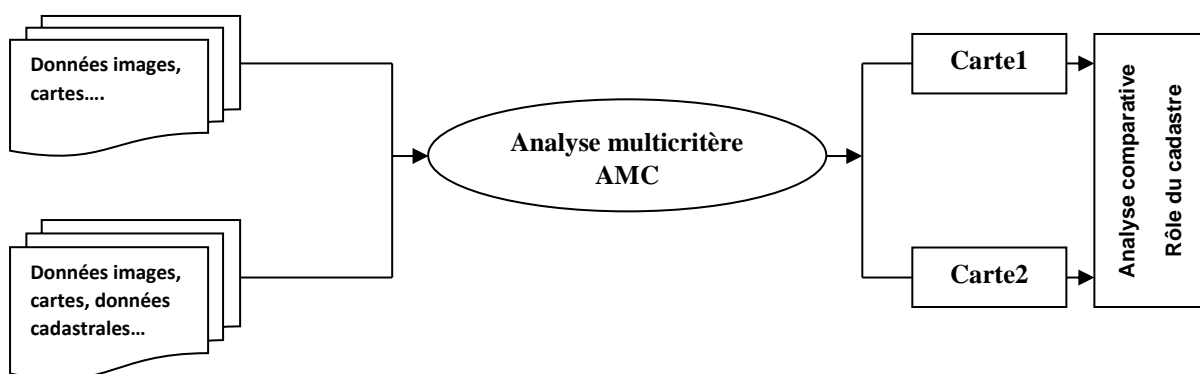 Données images,
cartes….
Données images,
cartes, données
cadastrales…
Analyse multicritère
AMC
Carte1
Carte2
Analyse comparative
Rôle du cadastre